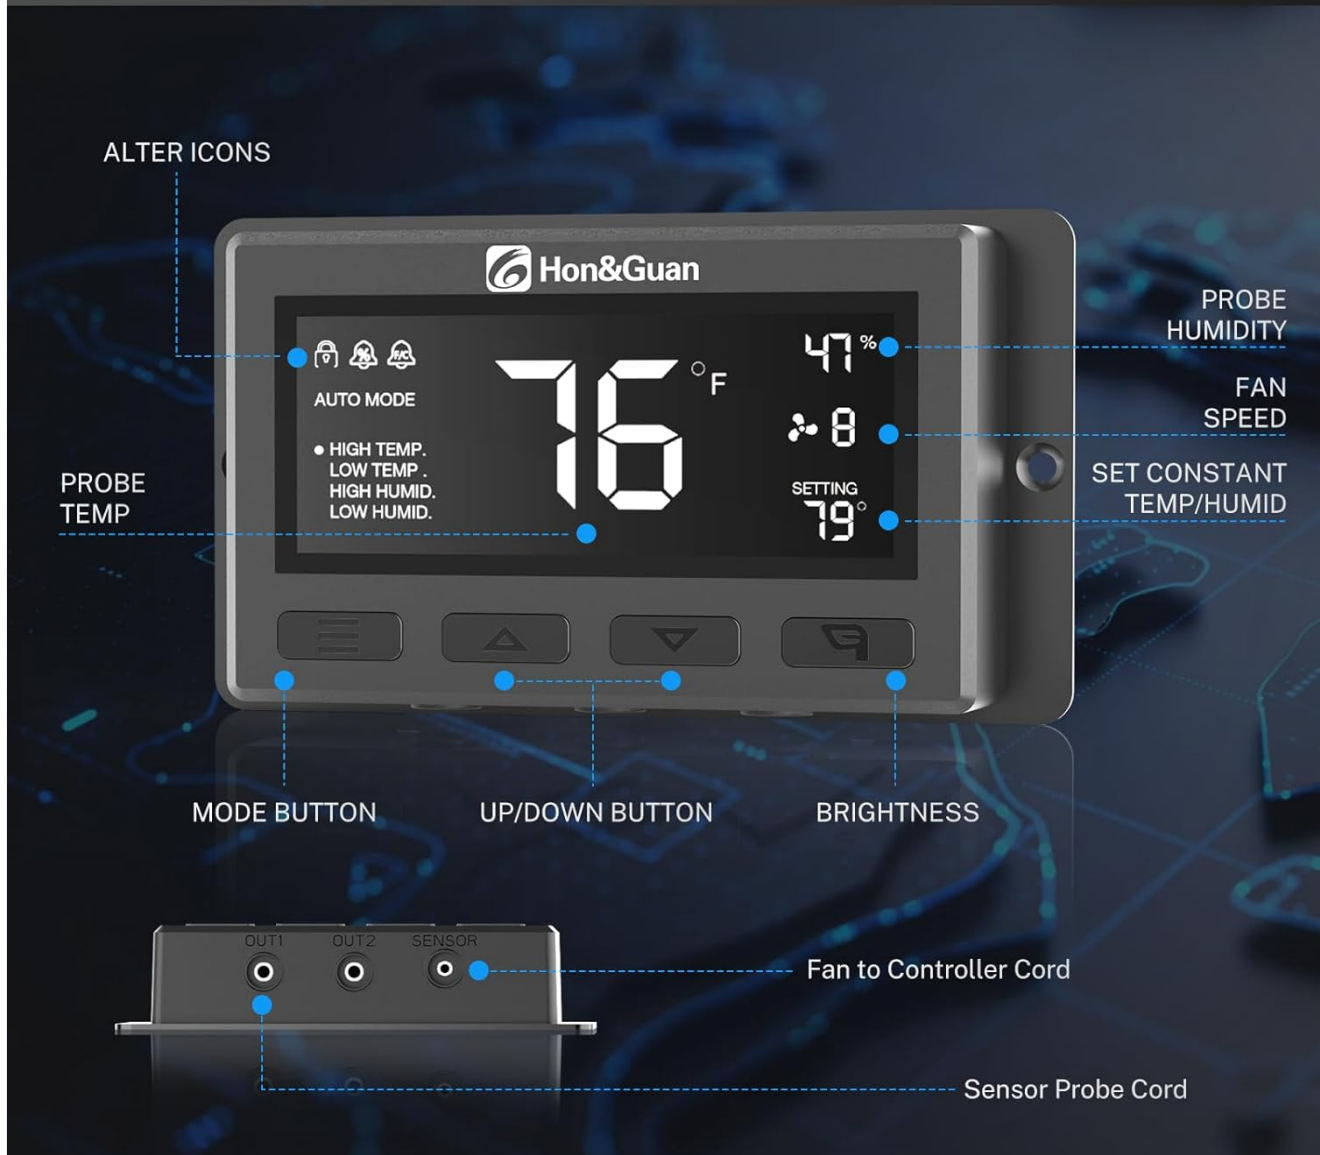 ALTER ICONS
Hon&Guan
PROBE
HUMIDITY
FAN
SPEED
SET CONSTANT
TEMP/HUMID
% F/C
AUTO MODE
HIGH TEMP.
LOW TEMP .
HIGH HUMID.
LOW HUMID.
76 °F
47 %
8
SETTING
79°
PROBE
TEMP
MODE BUTTON
UP/DOWN BUTTON
BRIGHTNESS
OUT1 OUT2 SENSOR
Fan to Controller Cord
Sensor Probe Cord